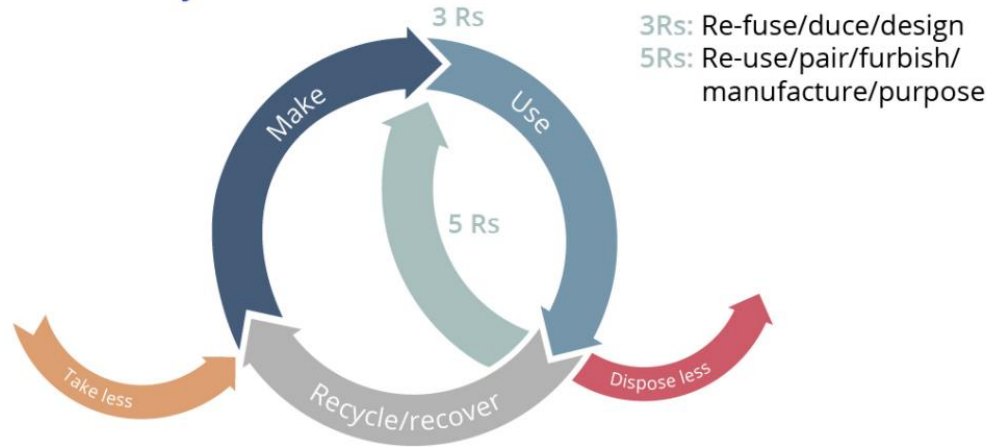 3 Rs
3Rs: Re-fuse/duce/design
5Rs: Re-use/pair/furbish/
manufacture/purpose
Make
Use
5 Rs
Take less
Dispose less
Recycle/recover